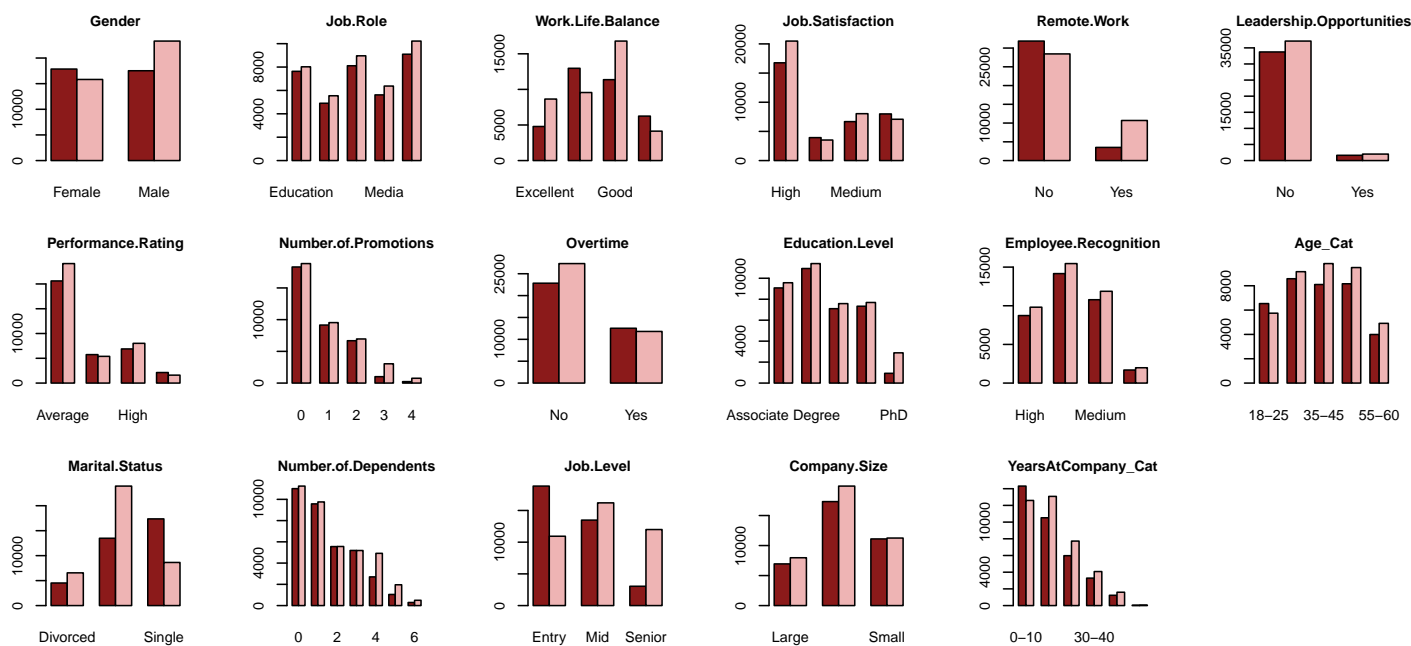 Gender
0 10000
Female Male
Job.Role
0 4000 8000
Education Media
Work.Life.Balance
0 5000 15000
Excellent Good
Job.Satisfaction
0 10000 20000
High Medium
Remote.Work
0 10000 25000
No Yes
Leadership.Opportunities
0 15000 35000
No Yes
Performance.Rating
0 10000
Average High
Number.of.Promotions
0 10000
0 1 2 3 4
Overtime
0 10000 25000
No Yes
Education.Level
0 4000 10000
Associate Degree PhD
Employee.Recognition
0 5000 15000
High Medium
Age_Cat
0 4000 8000
18−25 35−45 55−60
Marital.Status
0 10000
Divorced Single
Number.of.Dependents
0 4000 10000
0 2 4 6
Job.Level
0 10000
Entry Mid Senior
Company.Size
0 10000
Large Small
YearsAtCompany_Cat
0 4000 10000
0−10 30−40